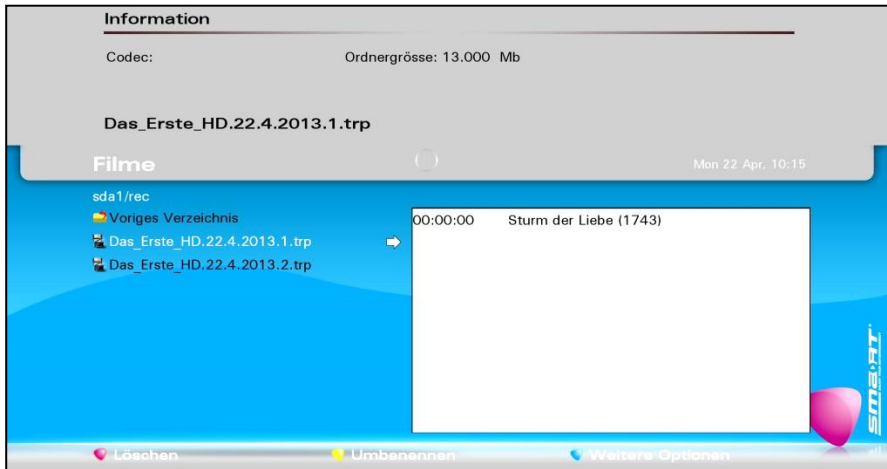 Information
Codec: Ordnergrösse: 13.000 Mb
Das_Erste_HD.22.4.2013.1.trp
Filme Mon 22 Apr. 10:15
sda1/rec
Voriges Verzeichnis
Das_Erste_HD.22.4.2013.1.trp
Das_Erste_HD.22.4.2013.2.trp
00:00:00 Sturm der Liebe (1743)
smart
Löschen Umbenennen Weitere Optionen